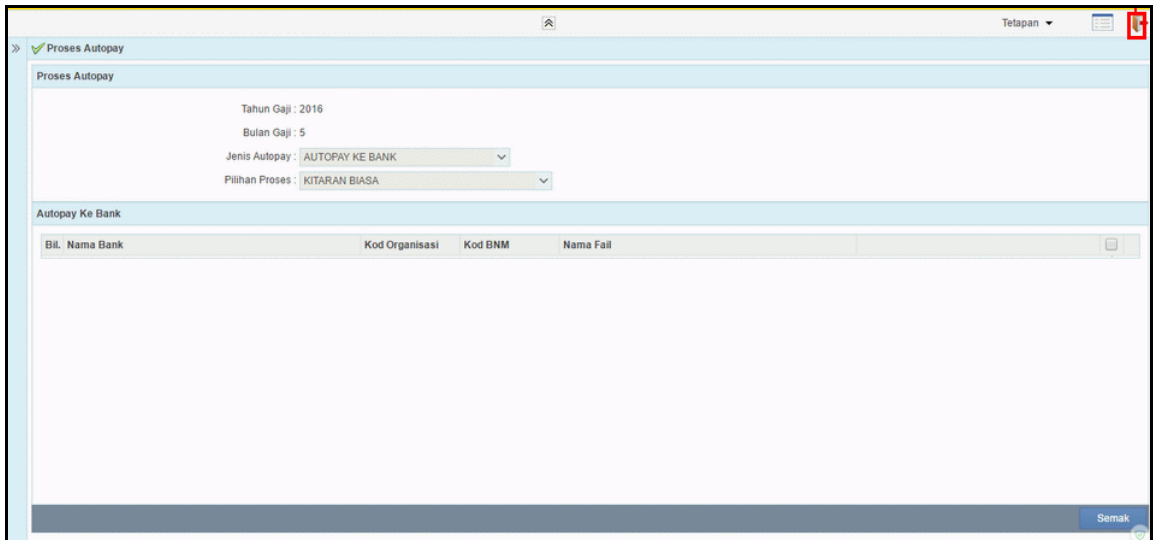 Tetapan
Proses Autopay
Proses Autopay
Tahun Gaji : 2016
Bulan Gaji : 5
Jenis Autopay : AUTOPAY KE BANK
Pilihan Proses : KITARAN BIASA
Autopay Ke Bank
Bil. Nama Bank Kod Organisasi Kod BNM Nama Fail
Semak